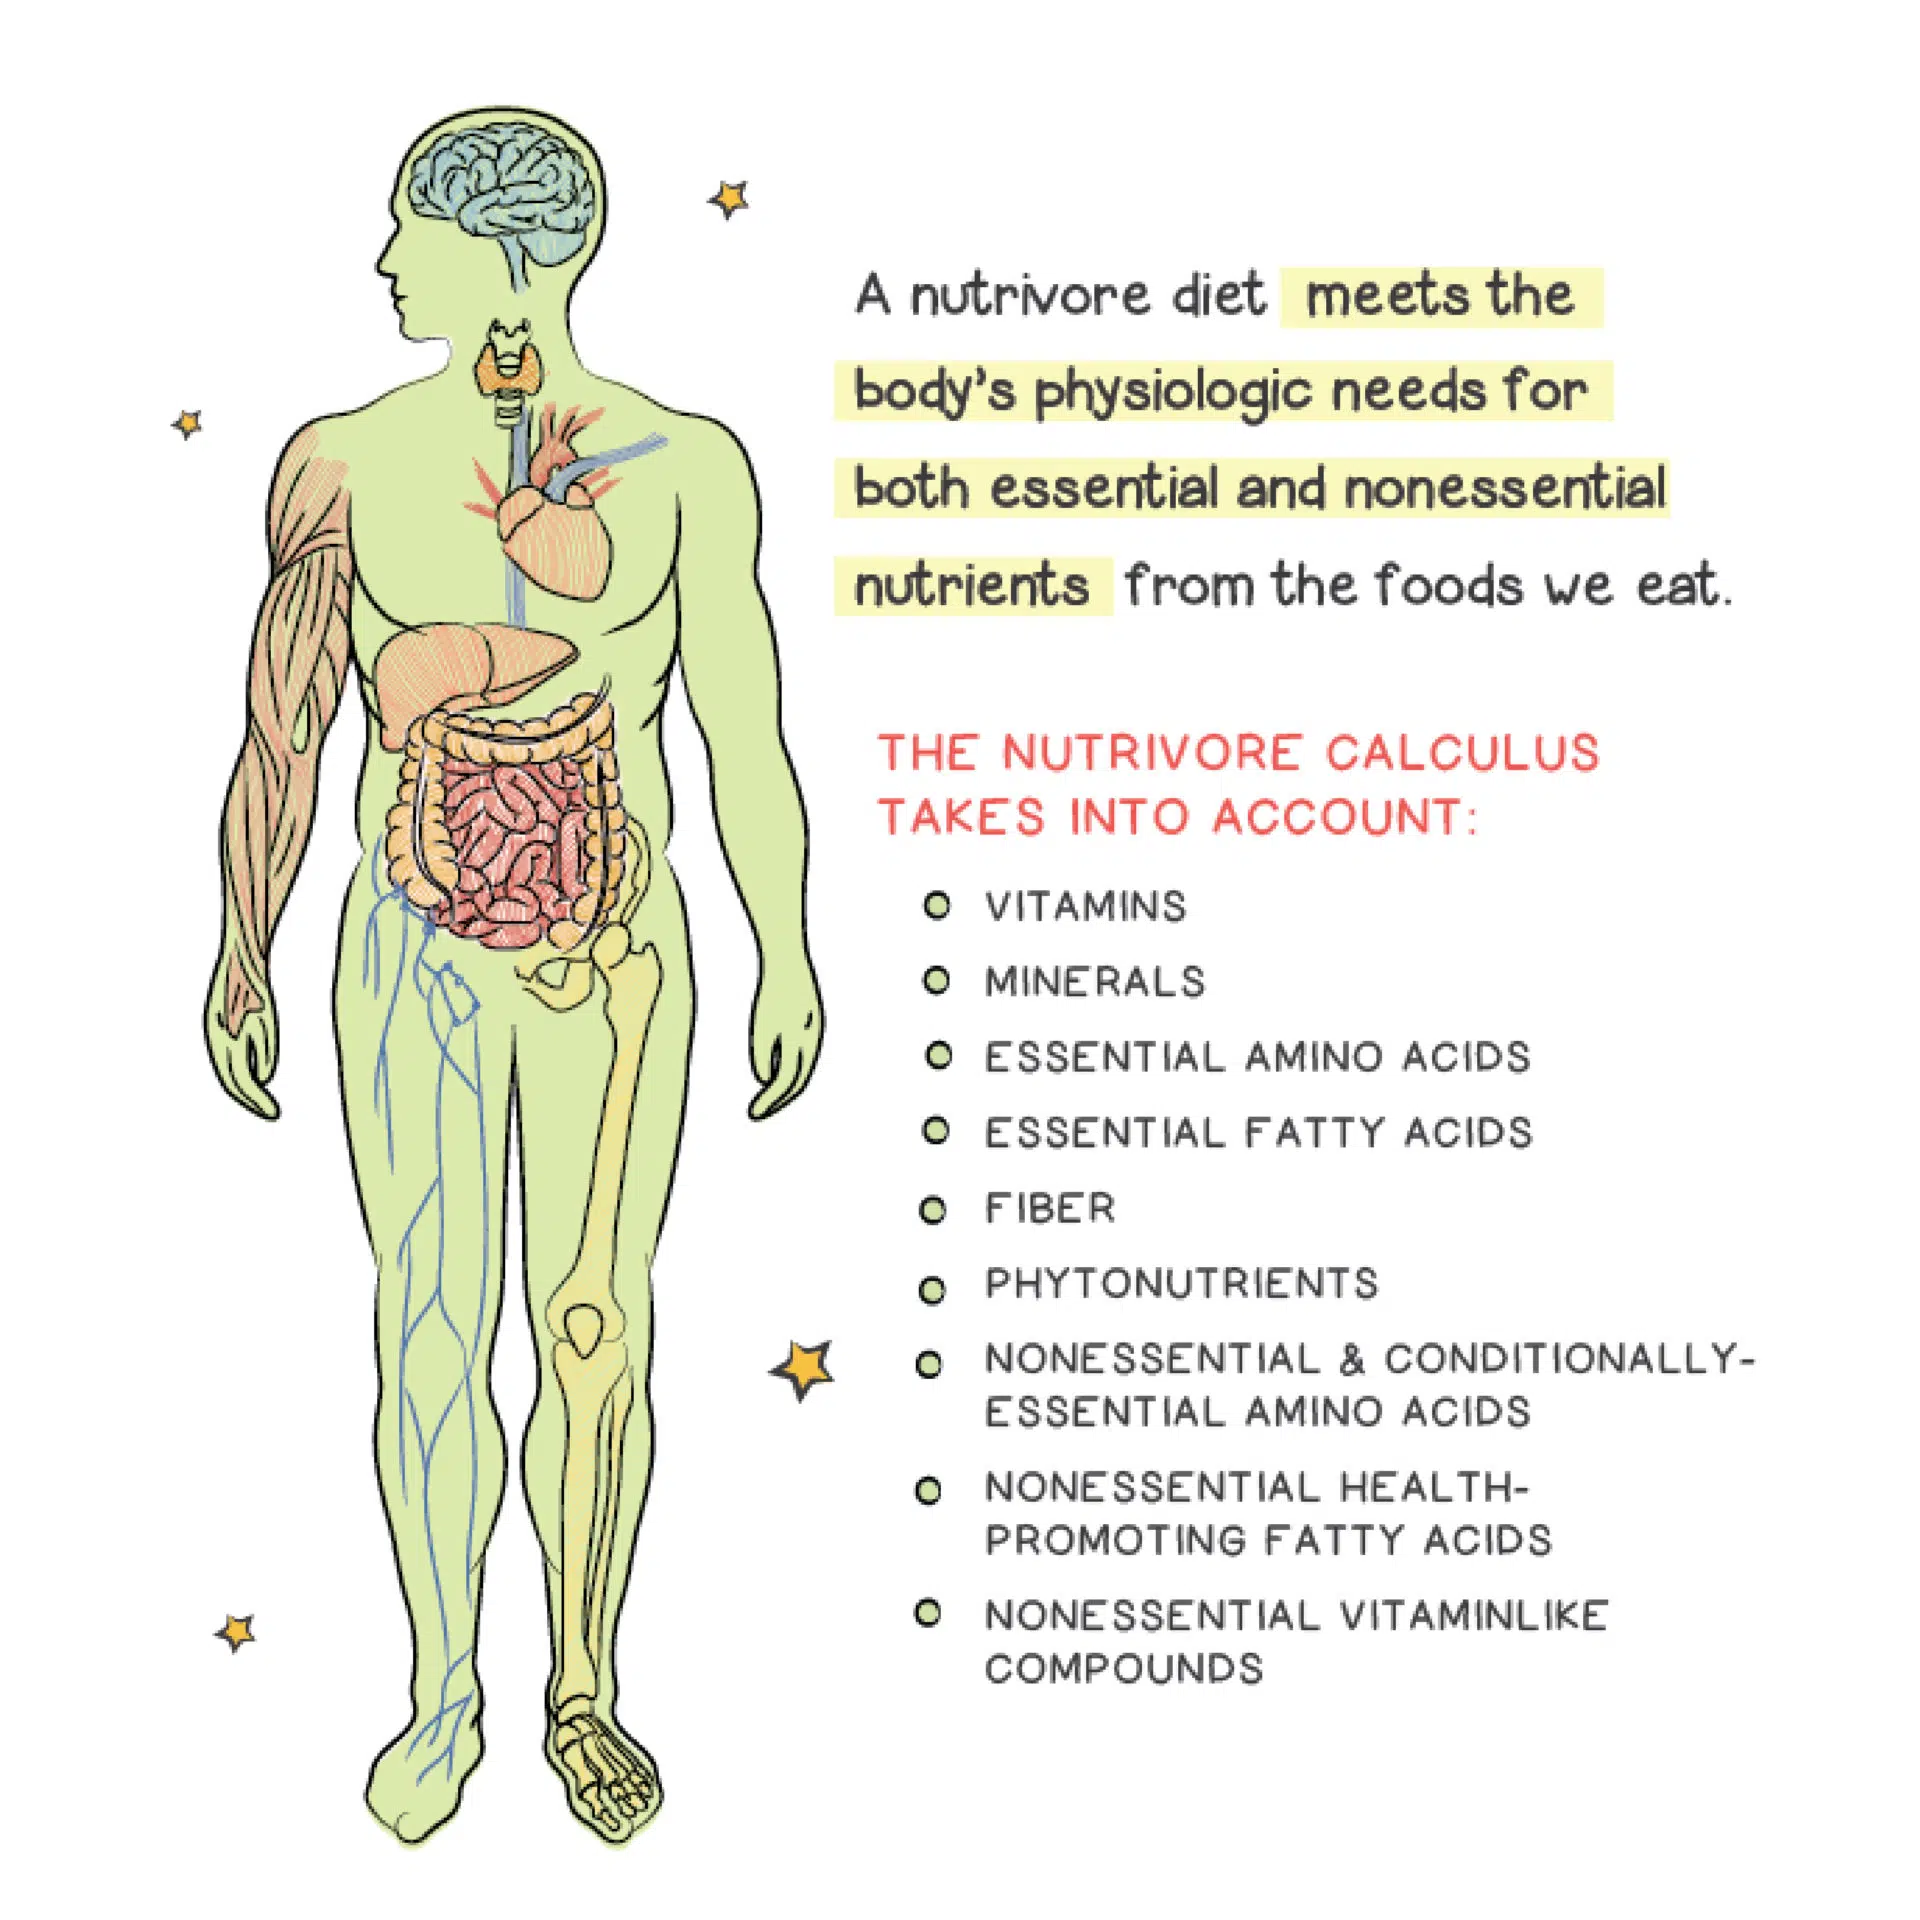 A nutrivore diet meets the
body's physiologic needs for
both essential and nonessential
nutrients from the foods we eat.
THE NUTRIVORE CALCULUS
TAKES INTO ACCOUNT:
VITAMINS
MINERALS
ESSENTIAL AMINO ACIDS
ESSENTIAL FATTY ACIDS
FIBER
PHYTONUTRIENTS
NONESSENTIAL & CONDITIONALLY-
ESSENTIAL AMINO ACIDS
NONESSENTIAL HEALTH-
PROMOTING FATTY ACIDS
NONESSENTIAL VITAMINLIKE
COMPOUNDS